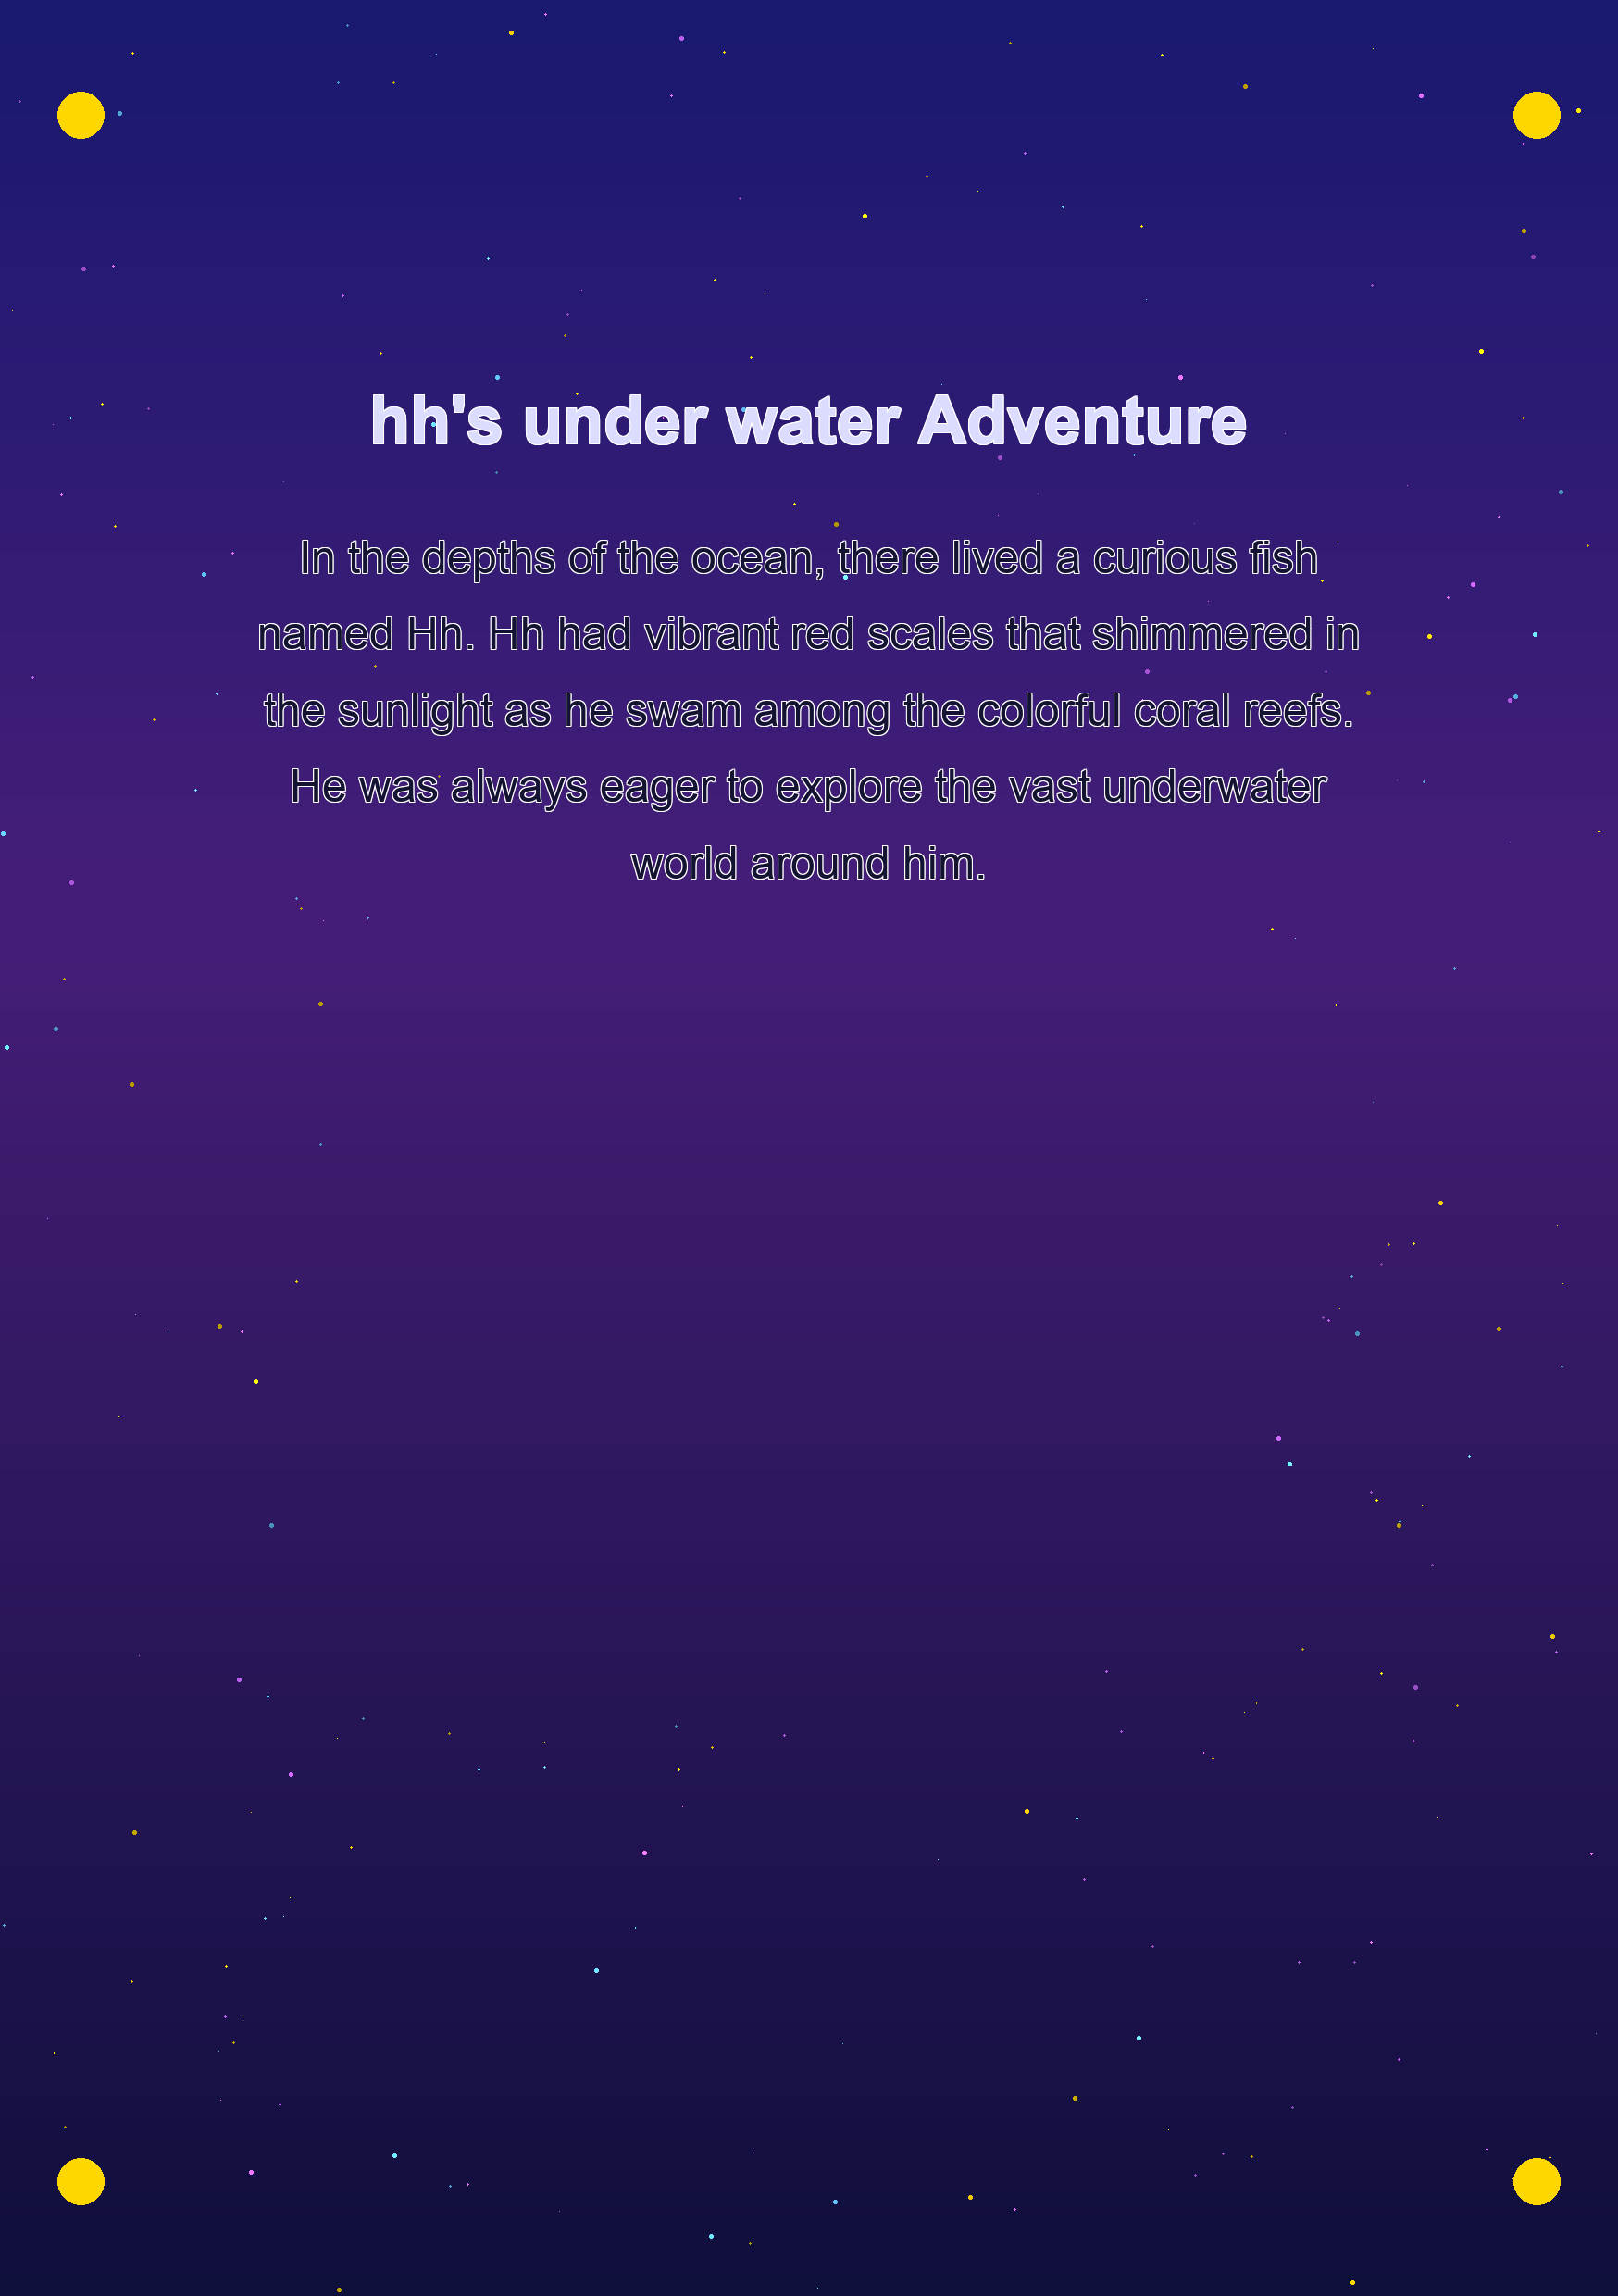 hh's under water Adventure
In the depths of the ocean, there lived a curious fish
named Hh. Hh had vibrant red scales that shimmered in
the sunlight as he swam among the colorful coral reefs.
He was always eager to explore the vast underwater
world around him.